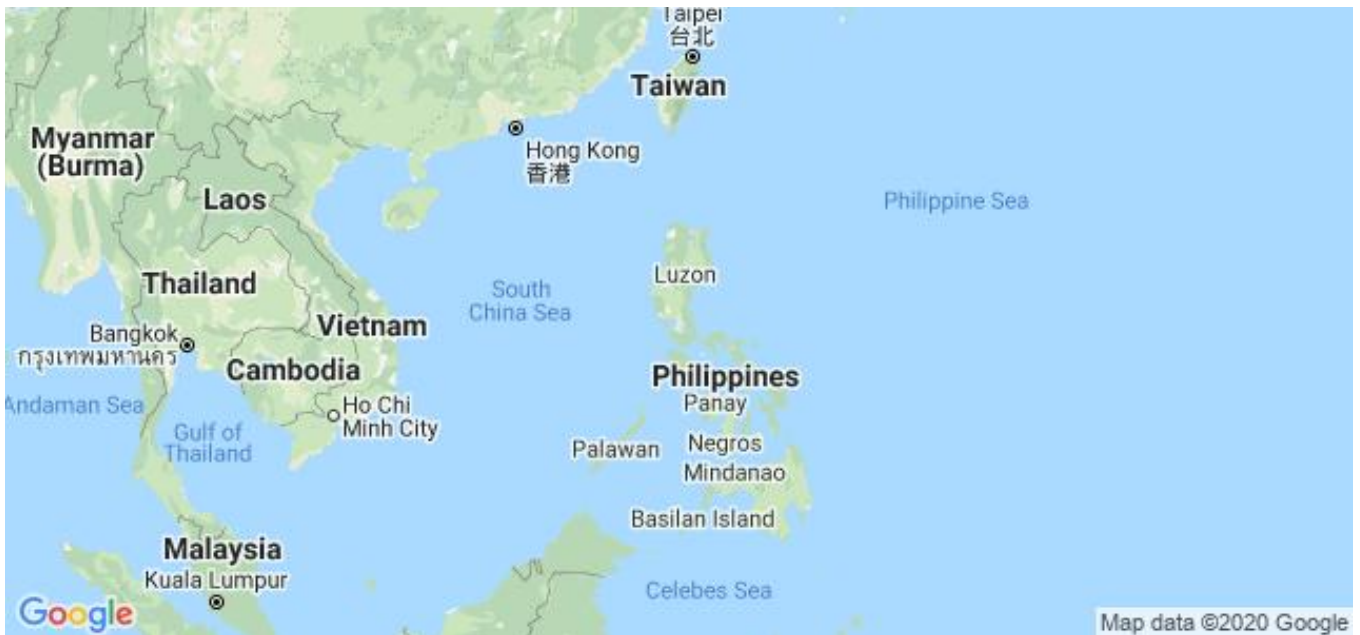 Taipei
台北
Taiwan
Myanmar
(Burma)
Hong Kong
香港
Laos
Philippine Sea
Luzon
Thailand
South
China Sea
Vietnam
Bangkok
กรุงเทพมหานคร
Cambodia
Philippines
Panay
Andaman Sea
Ho Chi
Minh City
Gulf of
Thailand
Palawan
Negros
Mindanao
Basilan Island
Malaysia
Kuala Lumpur
Celebes Sea
Google
Map data ©2020 Google